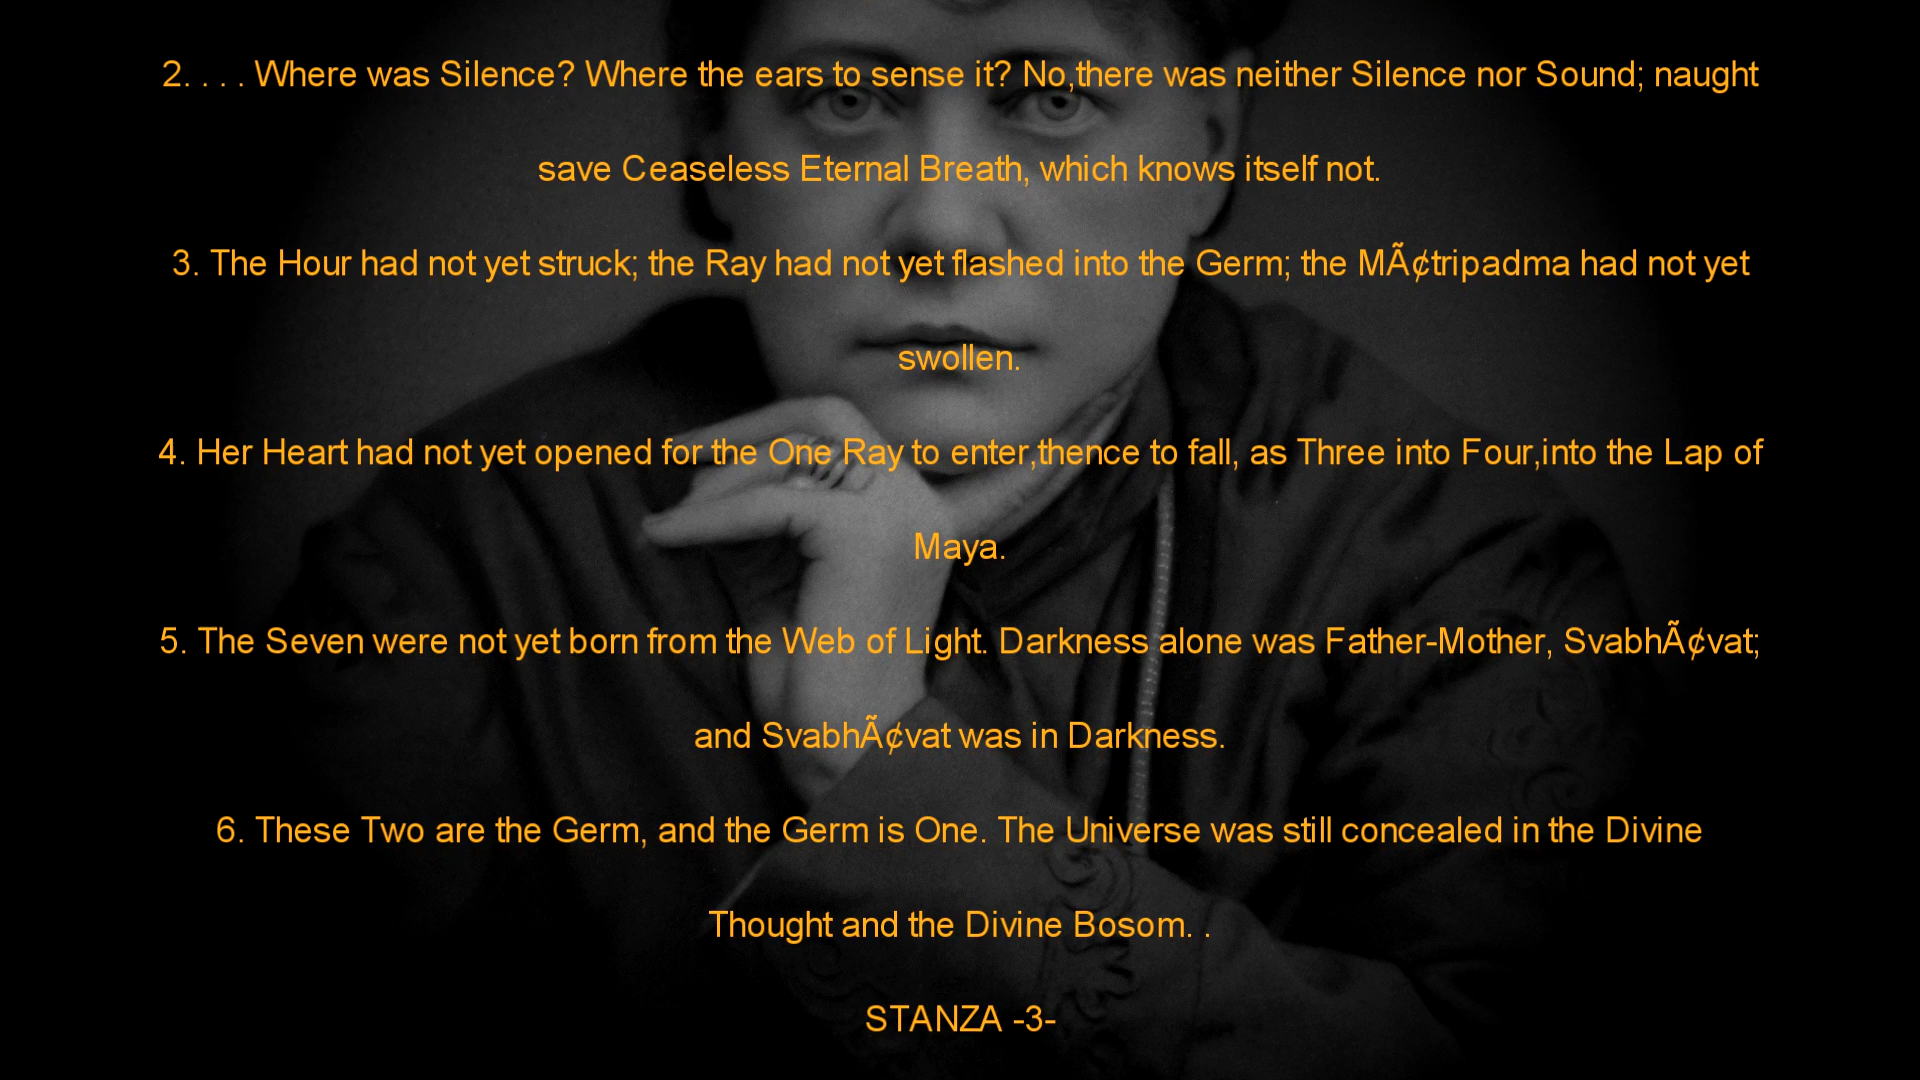 2. . . . Where was Silence? Where the ears to sense it? No,there was neither Silence nor Sound; naught
save Ceaseless Eternal Breath, which knows itself not.
3. The Hour had not yet struck; the Ray had not yet flashed into the Germ; the MÃ¢tripadma had not yet
swollen.
4. Her Heart had not yet opened for the One Ray to enter,thence to fall, as Three into Four,into the Lap of
Maya.
5. The Seven were not yet born from the Web of Light. Darkness alone was Father-Mother, SvabhÃ¢vat;
and SvabhÃ¢vat was in Darkness.
6. These Two are the Germ, and the Germ is One. The Universe was still concealed in the Divine
Thought and the Divine Bosom. .
STANZA -3-